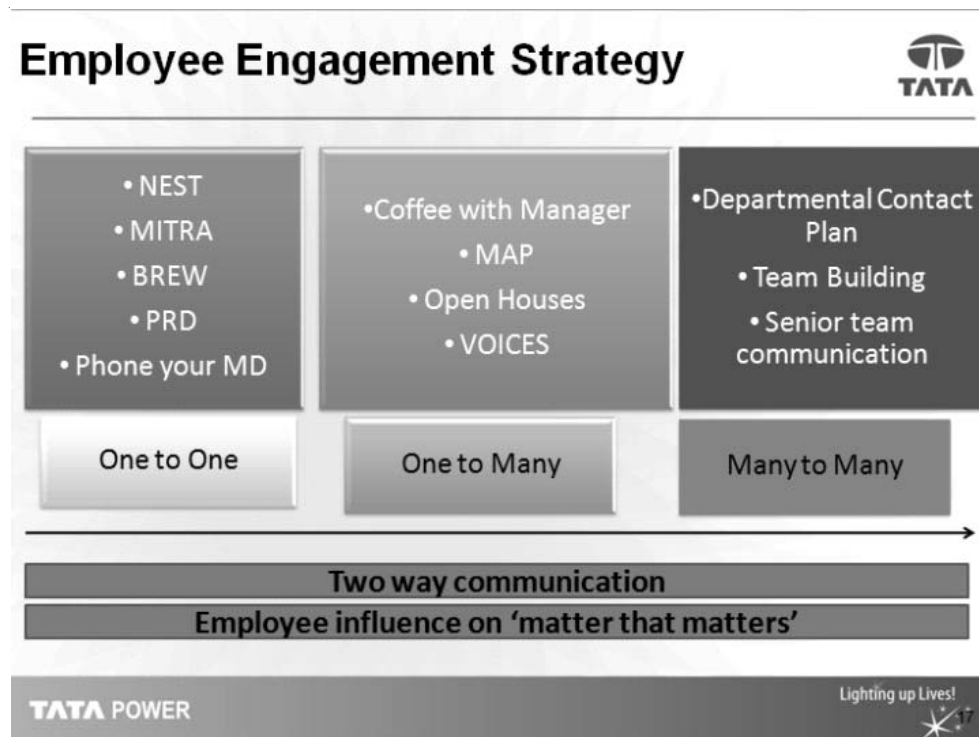 Employee Engagement Strategy
TATA
• NEST
• MITRA
• BREW
• PRD
• Phone your MD
One to One
•Coffee with Manager
• MAP
• Open Houses
• VOICES
One to Many
•Departmental Contact
Plan
• Team Building
• Senior team
communication
Many to Many
Two way communication
Employee influence on ‘matter that matters’
TATA POWER
Lighting up Lives!
17